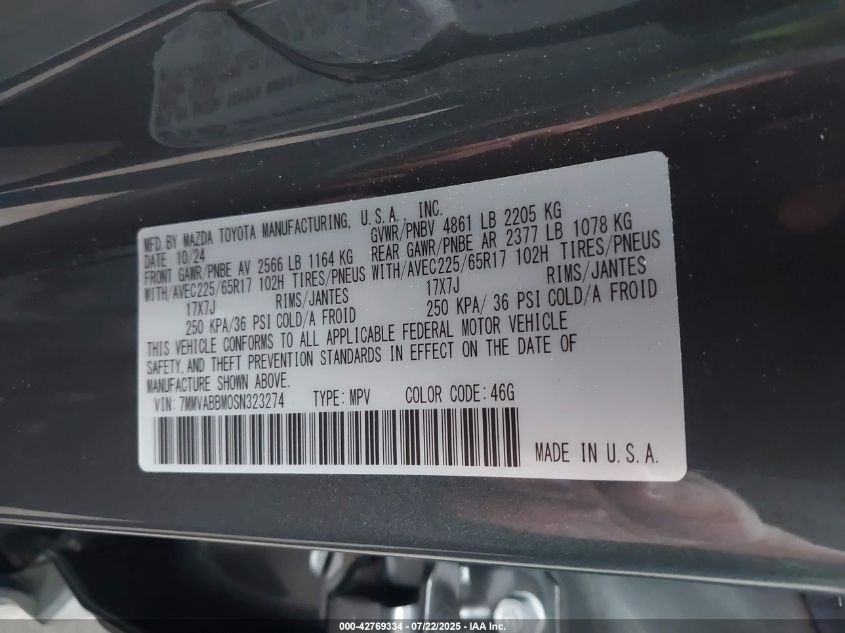 MFD.BY MAZDA TOYOTA MANUFACTURING, U.S.A., INC.
DATE 10/24 GVWR/PNBV 4861 LB 2205 KG
FRONT GAWR/PNBE AV 2566 LB 1164 KG REAR GAWR/PNBE AR 2377 LB 1078 KG
WITH/AVEC225/65R17 102H TIRES/PNEUS WITH/AVEC225/65R17 102H TIRES/PNEUS
17X7J RIMS/JANTES 17X7J RIMS/JANTES
250 KPA/36 PSI COLD/A FROID 250 KPA/ 36 PSI COLD/A FROID
THIS VEHICLE CONFORMS TO ALL APPLICABLE FEDERAL MOTOR VEHICLE
SAFETY, AND THEFT PREVENTION STANDARDS IN EFFECT ON THE DATE OF
MANUFACTURE SHOWN ABOVE.
VIN: 7MMVABBM0SN323274 TYPE: MPV COLOR CODE: 46G
MADE IN U.S.A.
000-42769334 - 07/22/2025 - IAA Inc.